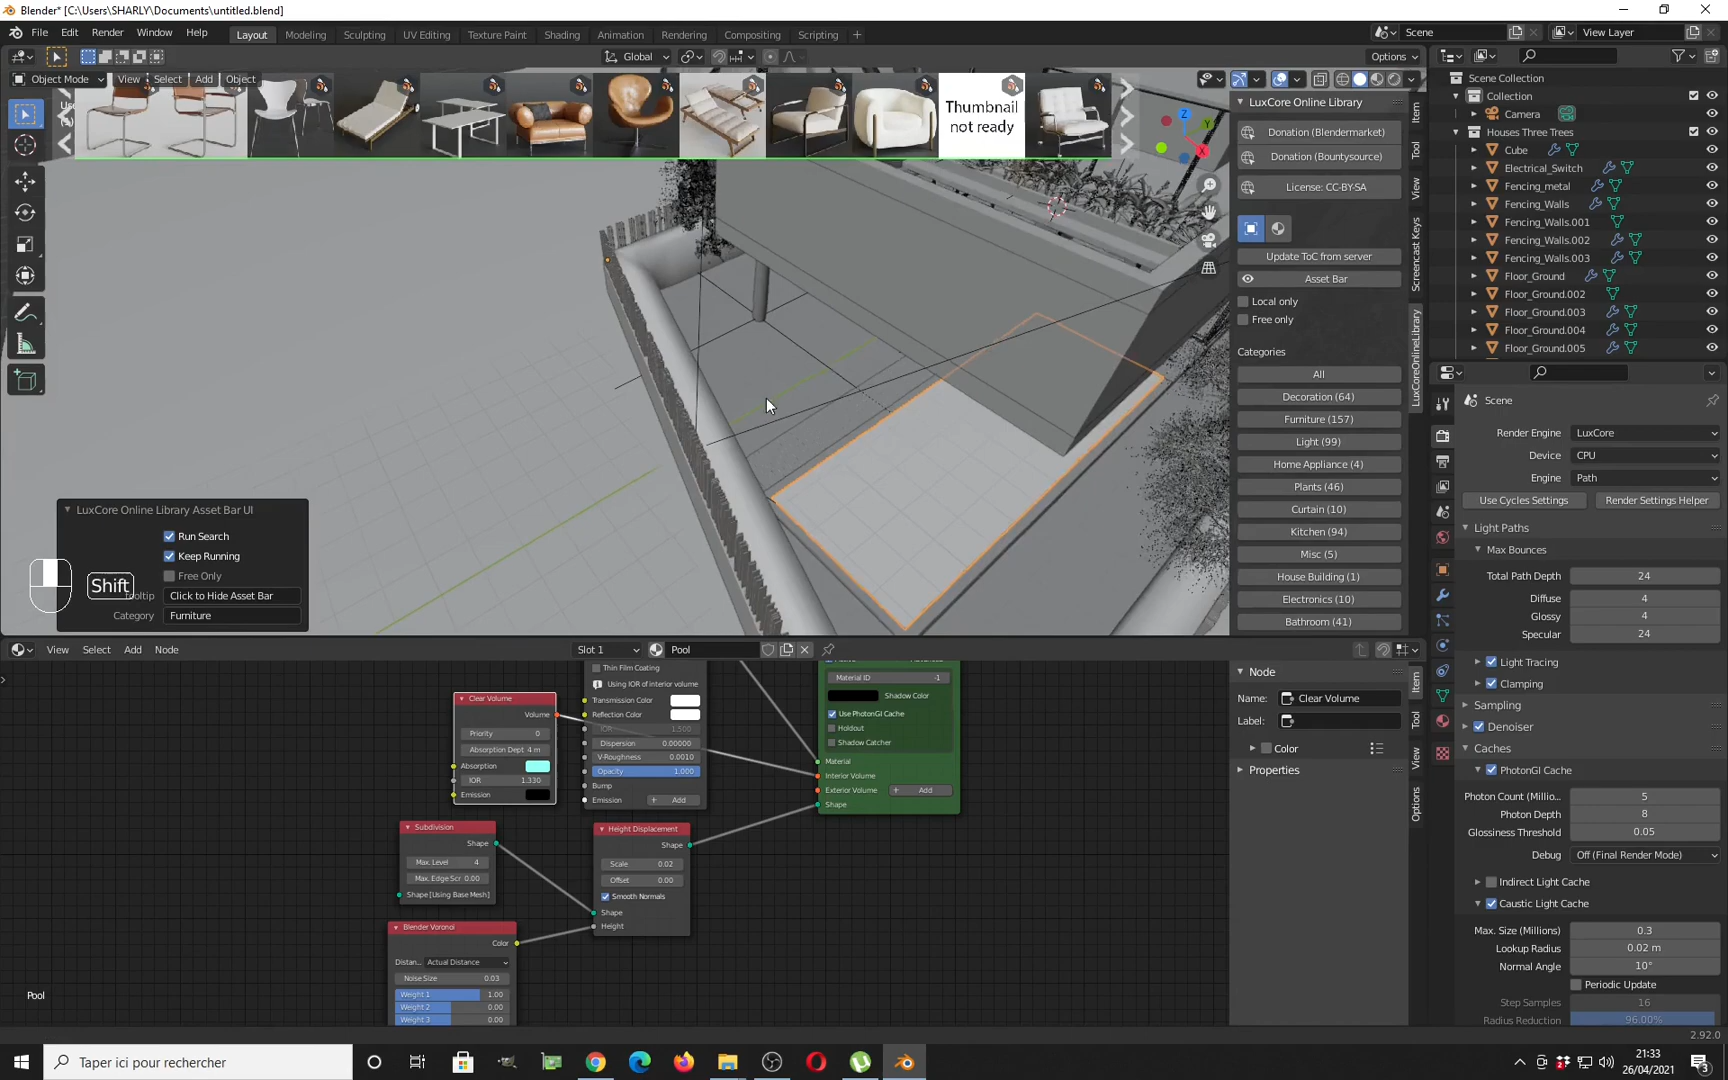 Blender* [C:\Users\SHARLY\Documents\untitled.blend]
File Edit Render Window Help
Layout Modeling Sculpting UV Editing Texture Paint Shading Animation Rendering Compositing Scripting
Scene
View Layer
Global
Options
Object Mode View Select Add Object
Thumbnail
not ready
LuxCore Online Library
Donation (Blendermarket)
Donation (Bountysource)
License: CC-BY-SA
Update ToC from server
Asset Bar
Local only
Free only
Categories
All
Decoration (64)
Furniture (157)
Light (99)
Home Appliance (4)
Plants (46)
Curtain (10)
Kitchen (94)
Misc (5)
House Building (1)
Electronics (10)
Bathroom (41)
Item
Tool
View
Screencast Keys
LuxCoreOnlineLibrary
Scene Collection
Collection
Camera
Houses Three Trees
Cube
Electrical_Switch
Fencing_metal
Fencing_Walls
Fencing_Walls.001
Fencing_Walls.002
Fencing_Walls.003
Floor_Ground
Floor_Ground.002
Floor_Ground.003
Floor_Ground.004
Floor_Ground.005
Scene
Render Engine LuxCore
Device CPU
Engine Path
Use Cycles Settings Render Settings Helper
Light Paths
Max Bounces
Total Path Depth 24
Diffuse 4
Glossy 4
Specular 24
Light Tracing
Clamping
Sampling
Denoiser
Caches
PhotonGI Cache
Photon Count (Millio... 5
Photon Depth 8
Glossiness Threshold 0.05
Debug Off (Final Render Mode)
Indirect Light Cache
Caustic Light Cache
Max. Size (Millions) 0.3
Lookup Radius 0.02 m
Normal Angle 10°
Periodic Update
Step Samples 16
Radius Reduction 96.00%
2.92.0
LuxCore Online Library Asset Bar UI
Run Search
Keep Running
Free Only
Tooltip Click to Hide Asset Bar
Category Furniture
Shift
View Select Add Node
Slot 1
Pool
Clear Volume
Volume
Priority 0
Absorption Dept 4 m
Absorption
IOR 1.330
Emission
Thin Film Coating
Using IOR of interior volume
Transmission Color
Reflection Color
IOR 1.500
Dispersion 0.00000
V-Roughness 0.0010
Opacity 1.000
Bump
Emission Add
Material ID -1
Shadow Color
Use PhotonGI Cache
Holdout
Shadow Catcher
Material
Interior Volume
Exterior Volume Add
Shape
Subdivision
Shape
Max. Level 4
Max. Edge Scr 0.00
Shape [Using Base Mesh]
Height Displacement
Shape
Scale 0.02
Offset 0.00
Smooth Normals
Shape
Height
Blender Voronoi
Color
Distan... Actual Distance
Noise Size 0.03
Weight 1 1.00
Weight 2 0.00
Weight 3 0.00
Pool
Node
Name: Clear Volume
Label:
Color
Properties
Item
Tool
View
Options
Taper ici pour rechercher
21:33
26/04/2021
3